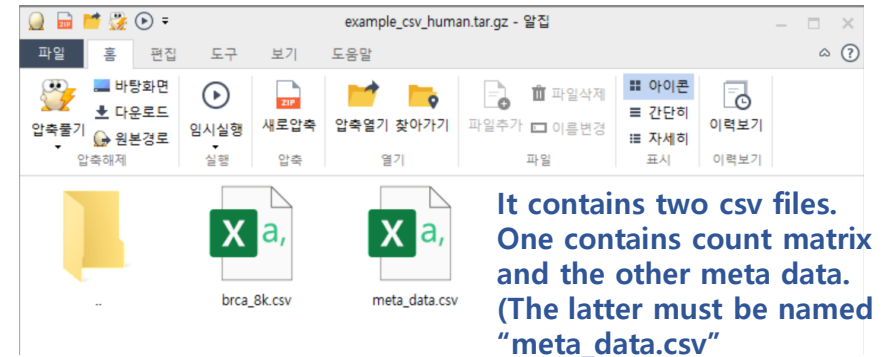 example_csv_human.tar.gz - 알집
파일 홈 편집 도구 보기 도움말
압축풀기 바탕화면 다운로드 원본경로 임시실행 새로압축 압축열기 찾아가기 파일추가 파일삭제 이름변경 아이콘 간단히 자세히 이력보기
압축해제 실행 압축 열기 파일 표시 이력보기
ZIP
ZIP
a,
a,
..
brca_8k.csv
meta_data.csv
It contains two csv files.
One contains count matrix
and the other meta data.
(The latter must be named
“meta_data.csv”